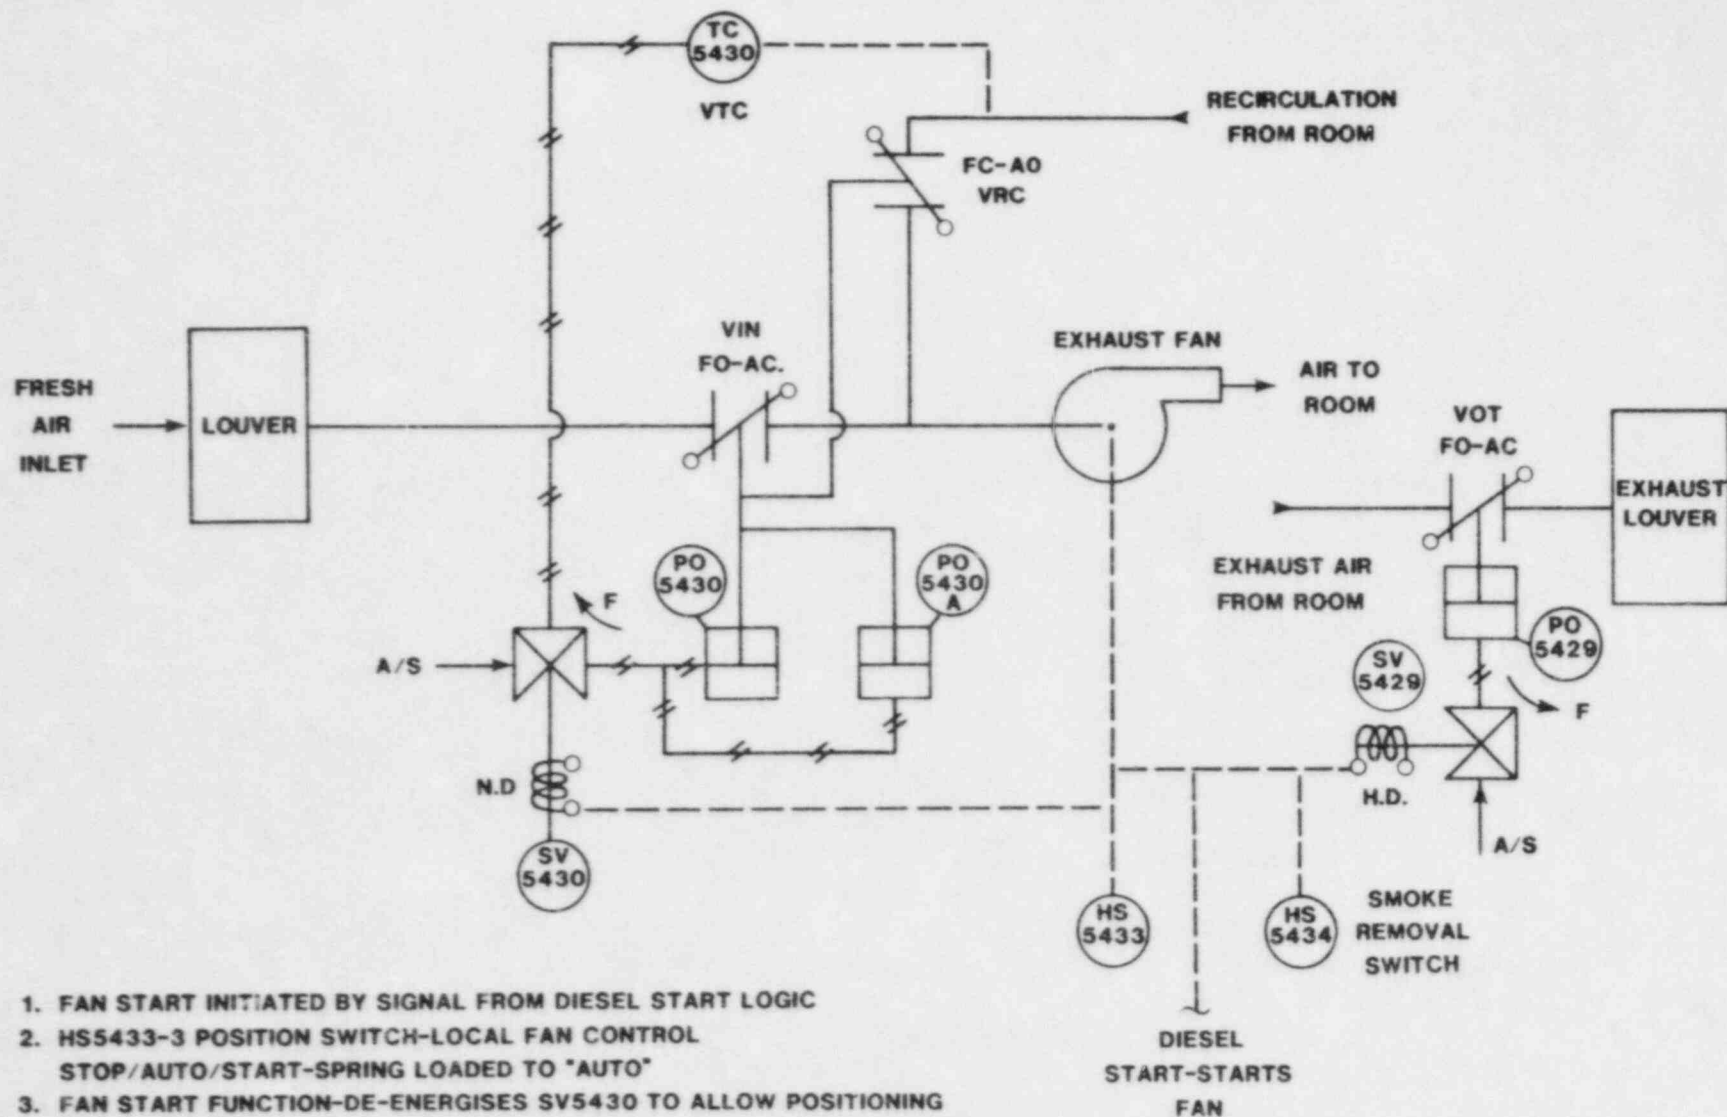 TC
5430
VTC
RECIRCULATION
FROM ROOM
FC-AO
VRC
VIN
FO-AC.
EXHAUST FAN
FRESH
AIR
INLET
LOUVER
AIR TO
ROOM
VOT
FO-AC
EXHAUST
LOUVER
PO
5430
PO
5430
A
F
EXHAUST AIR
FROM ROOM
A/S
SV
5429
PO
5429
F
N.D
H.D.
A/S
SV
5430
HS
5433
HS
5434
SMOKE
REMOVAL
SWITCH
DIESEL
START-STARTS
FAN
1. FAN START INITIATED BY SIGNAL FROM DIESEL START LOGIC
2. HS5433-3 POSITION SWITCH-LOCAL FAN CONTROL
STOP/AUTO/START-SPRING LOADED TO "AUTO"
3. FAN START FUNCTION-DE-ENERGISES SV5430 TO ALLOW POSITIONING